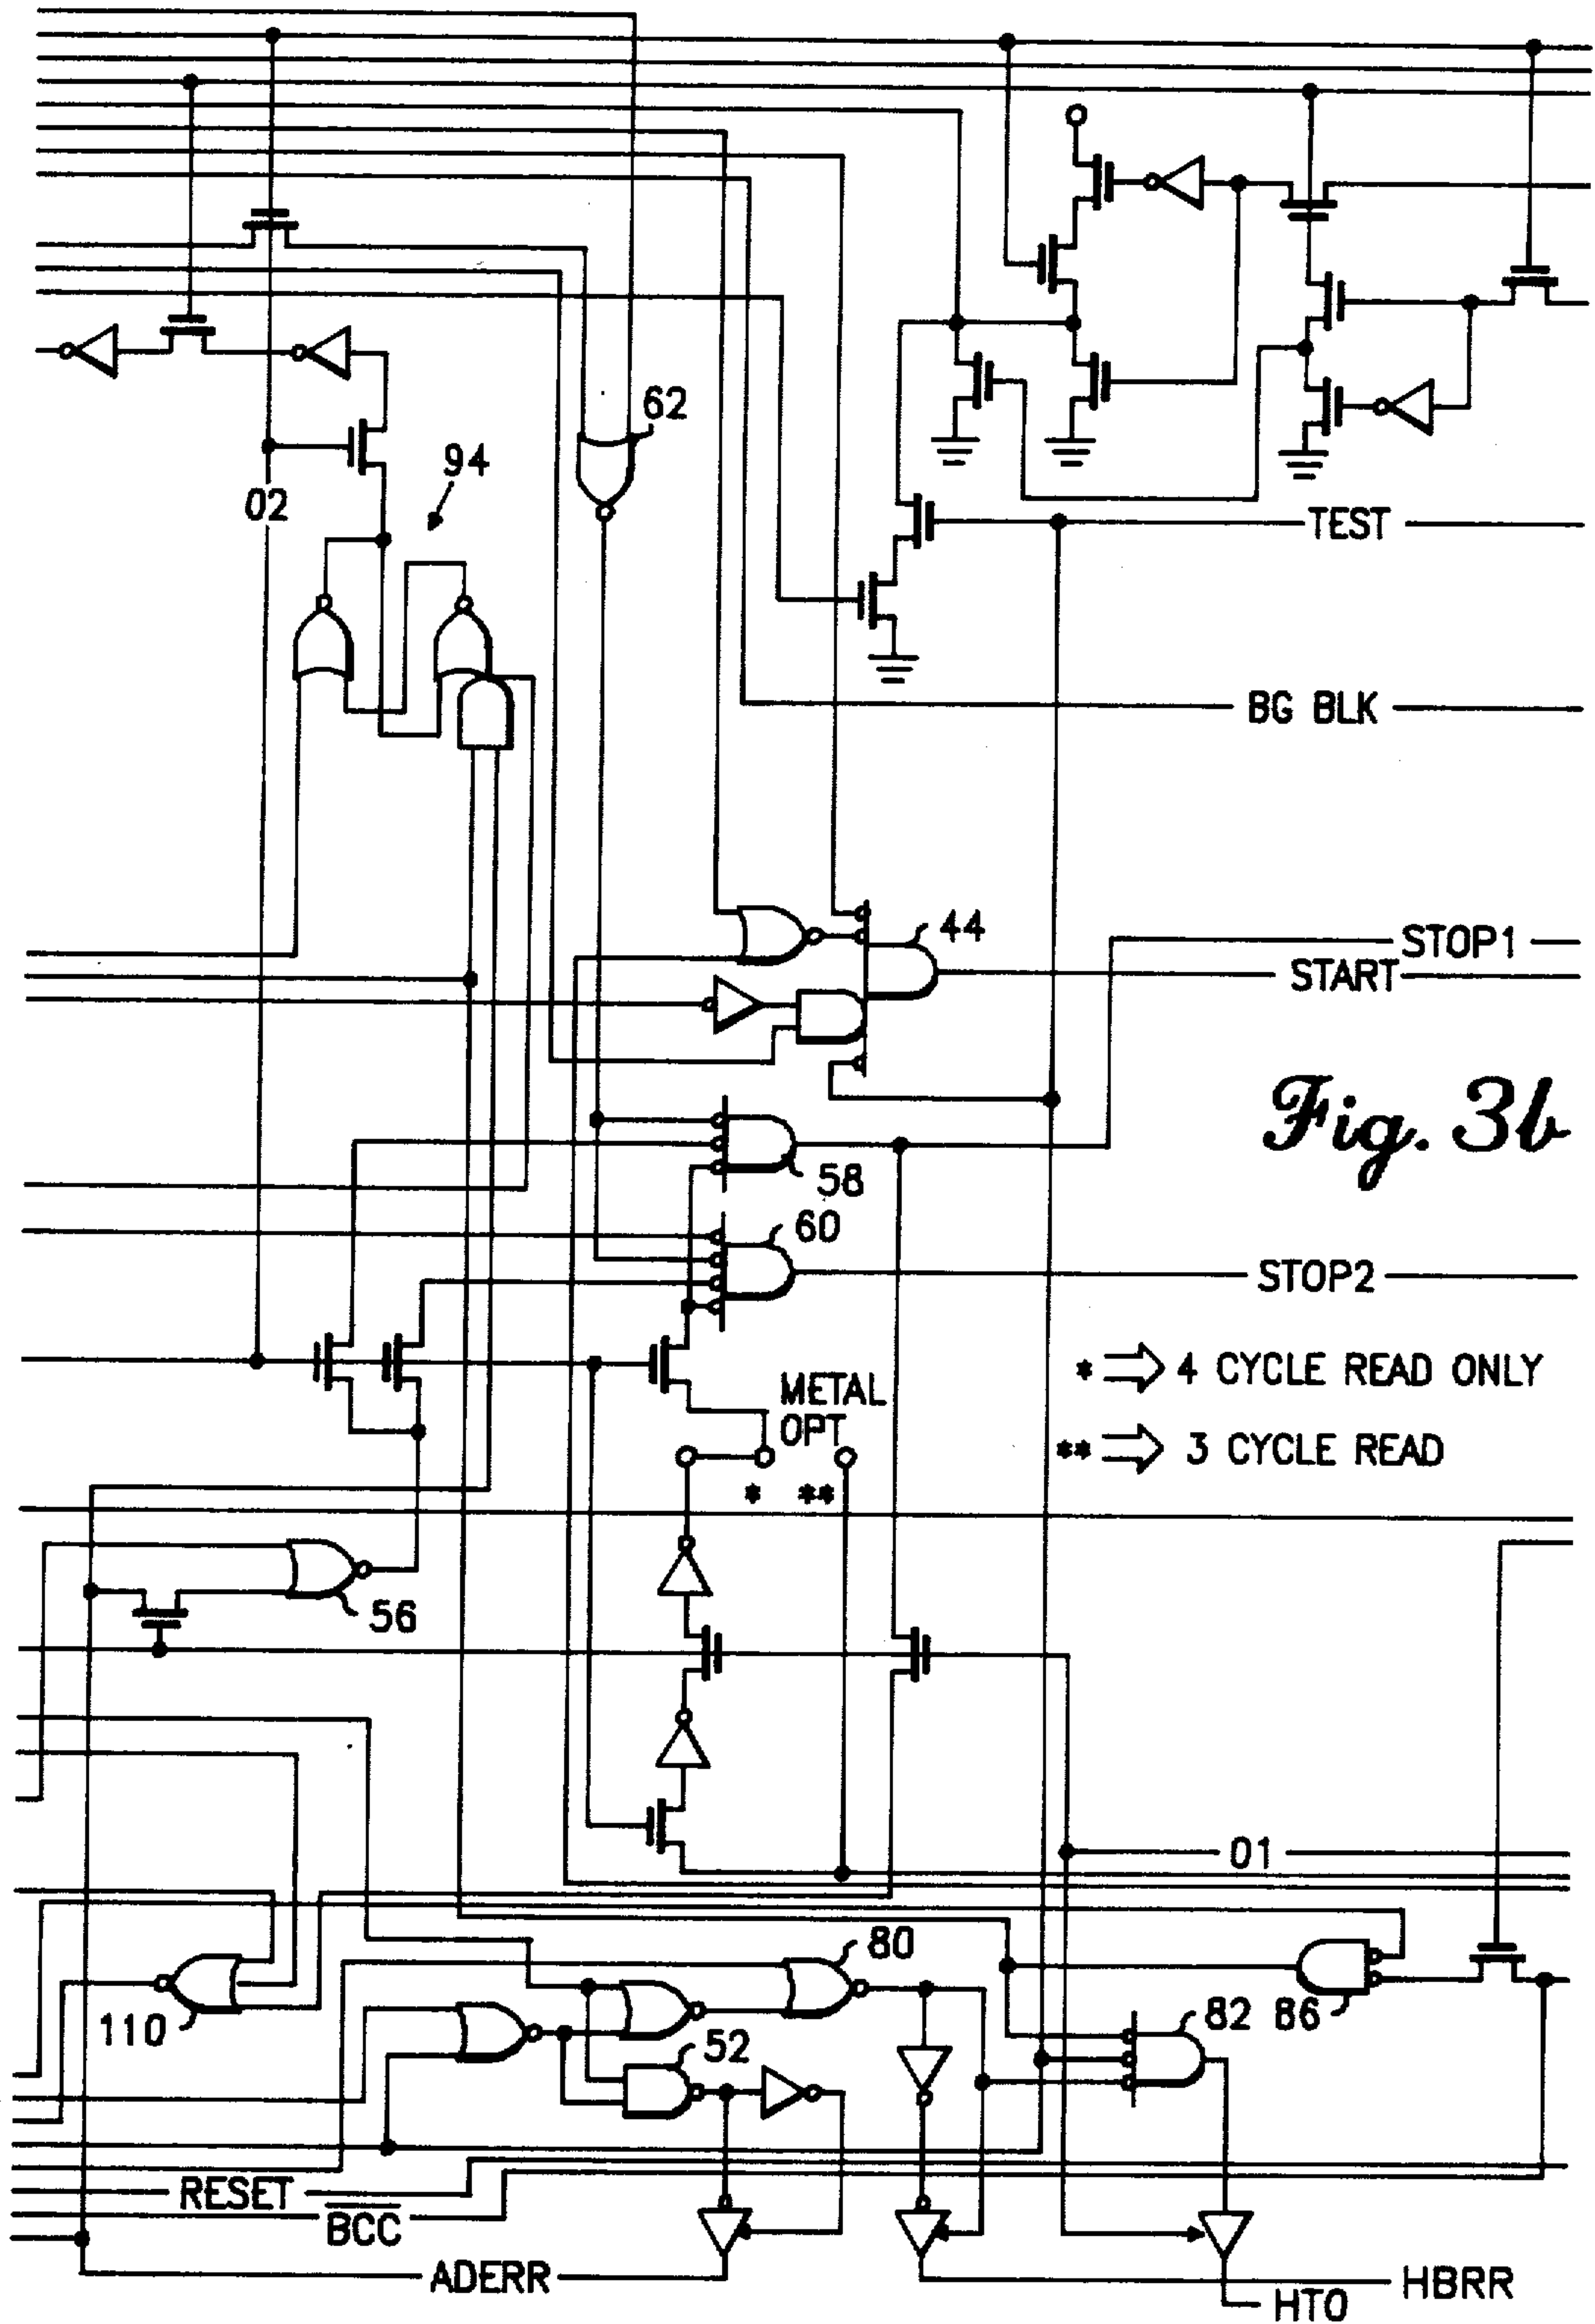 62
94
02
TEST
BG BLK
44
STOP1
START
Fig. 3b
58
60
STOP2
* ⇒ 4 CYCLE READ ONLY
METAL
OPT
** ⇒ 3 CYCLE READ
* **
56
01
80
110
82 86
52
RESET
BCC
ADERR
HBRR
HTO